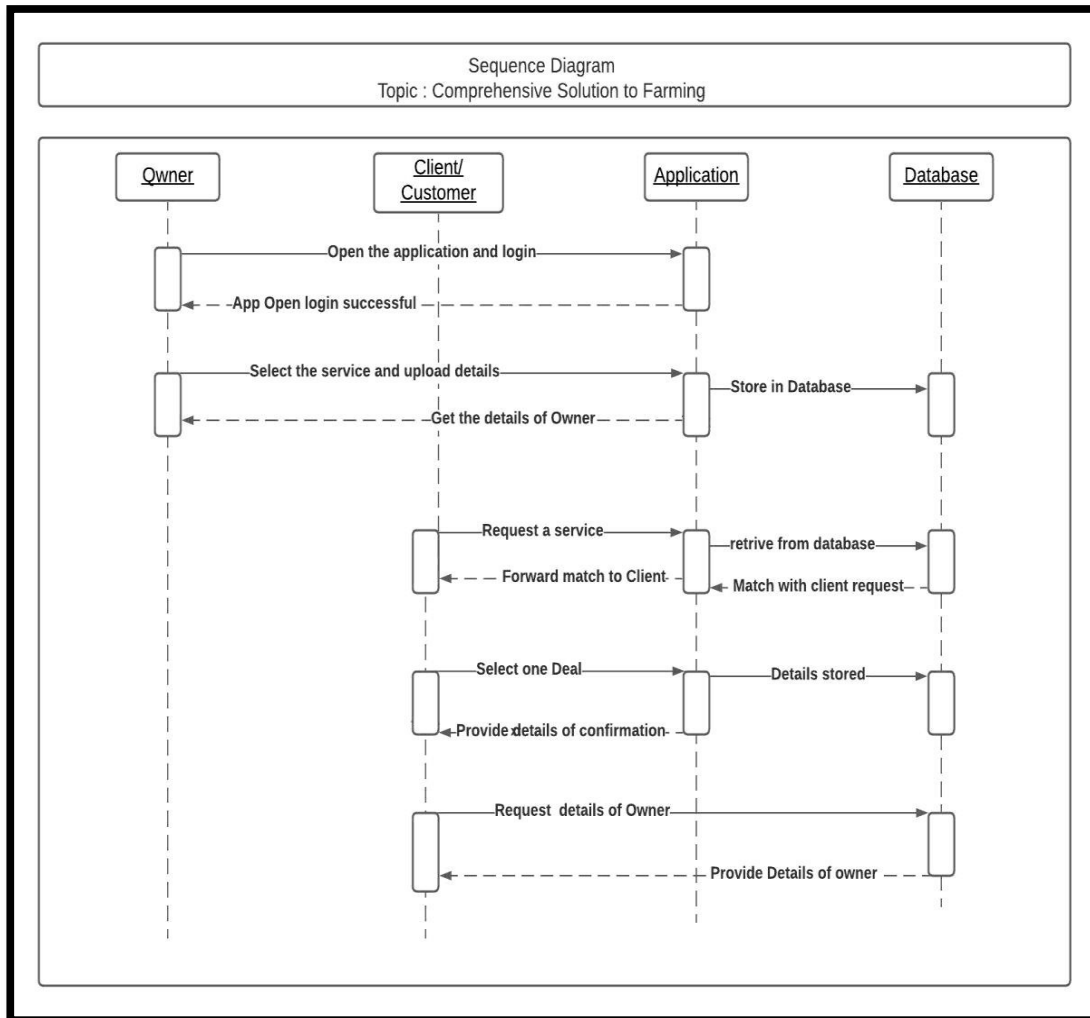 Sequence Diagram
Topic : Comprehensive Solution to Farming
Qwner
Client/
Customer
Application
Database
Open the application and login
App Open login successful
Select the service and upload details
Store in Database
Get the details of Owner
Request a service
retrive from database
Forward match to Client
Match with client request
Select one Deal
Details stored
Provide details of confirmation
Request details of Owner
Provide Details of owner